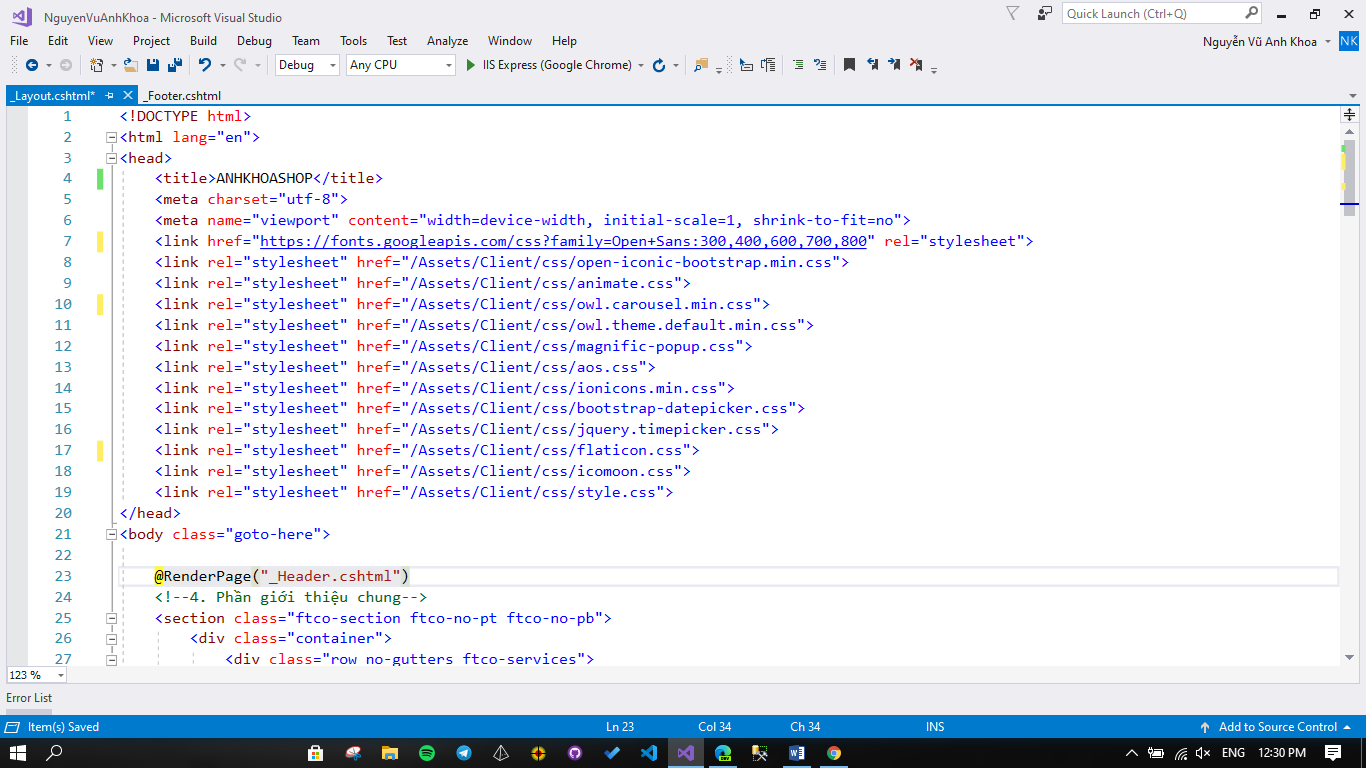 NguyenVuAnhKhoa - Microsoft Visual Studio
Quick Launch (Ctrl+Q)
File Edit View Project Build Debug Team Tools Test Analyze Window Help
Nguyễn Vũ Anh Khoa NK
Debug Any CPU IIS Express (Google Chrome)
_Layout.cshtml* _Footer.cshtml
1 <!DOCTYPE html>
2 <html lang="en">
3 <head>
4 <title>ANHKHOASHOP</title>
5 <meta charset="utf-8">
6 <meta name="viewport" content="width=device-width, initial-scale=1, shrink-to-fit=no">
7 <link href="https://fonts.googleapis.com/css?family=Open+Sans:300,400,600,700,800" rel="stylesheet">
8 <link rel="stylesheet" href="/Assets/Client/css/open-iconic-bootstrap.min.css">
9 <link rel="stylesheet" href="/Assets/Client/css/animate.css">
10 <link rel="stylesheet" href="/Assets/Client/css/owl.carousel.min.css">
11 <link rel="stylesheet" href="/Assets/Client/css/owl.theme.default.min.css">
12 <link rel="stylesheet" href="/Assets/Client/css/magnific-popup.css">
13 <link rel="stylesheet" href="/Assets/Client/css/aos.css">
14 <link rel="stylesheet" href="/Assets/Client/css/ionicons.min.css">
15 <link rel="stylesheet" href="/Assets/Client/css/bootstrap-datepicker.css">
16 <link rel="stylesheet" href="/Assets/Client/css/jquery.timepicker.css">
17 <link rel="stylesheet" href="/Assets/Client/css/flaticon.css">
18 <link rel="stylesheet" href="/Assets/Client/css/icomoon.css">
19 <link rel="stylesheet" href="/Assets/Client/css/style.css">
20 </head>
21 <body class="goto-here">
22
23 @RenderPage("_Header.cshtml")
24 <!--4. Phần giới thiệu chung-->
25 <section class="ftco-section ftco-no-pt ftco-no-pb">
26 <div class="container">
27 <div class="row no-gutters ftco-services">
123 %
Error List
Item(s) Saved Ln 23 Col 34 Ch 34 INS Add to Source Control
ENG 12:30 PM